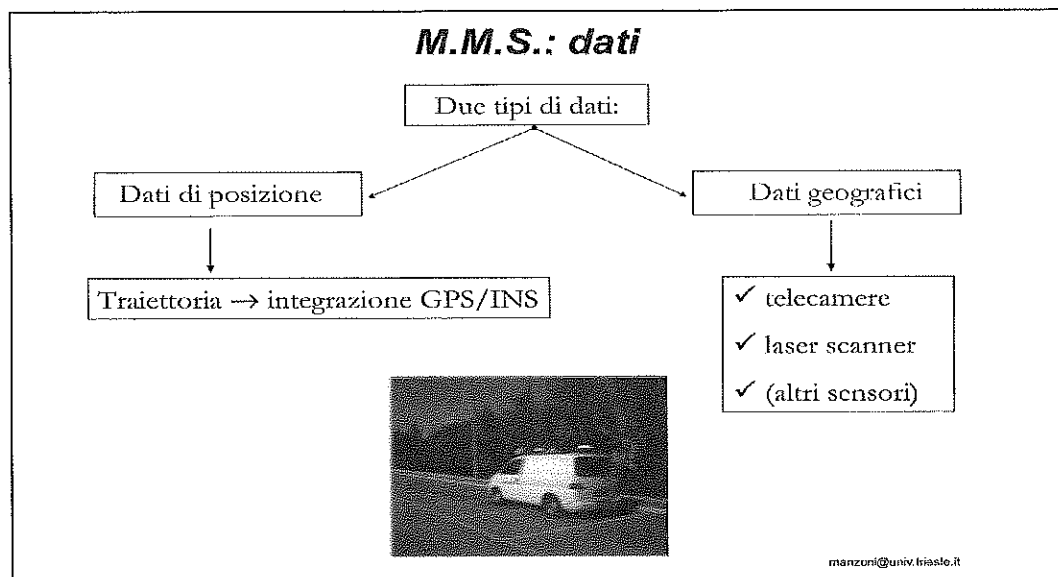 M.M.S.: dati
Due tipi di dati:
Dati di posizione
Dati geografici
Traiettoria → integrazione GPS/INS
✓ telecamere
✓ laser scanner
✓ (altri sensori)
manzoni@univ.trieste.it